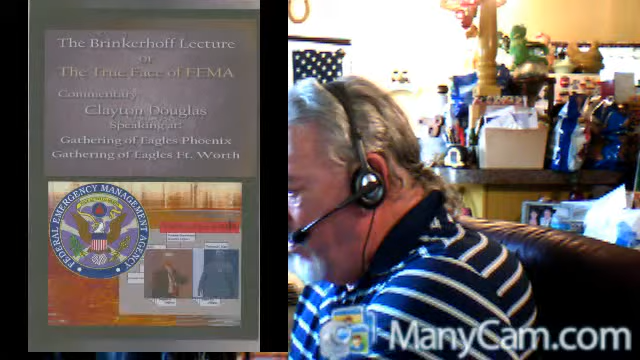 The Brinkerhoff Lecture
or
The True Face of FEMA
Commentary
Clayton Douglas
Speaking at:
Gathering of Eagles Phoenix
Gathering of Eagles Ft. Worth
FEDERAL EMERGENCY MANAGEMENT AGENCY
ManyCam.com